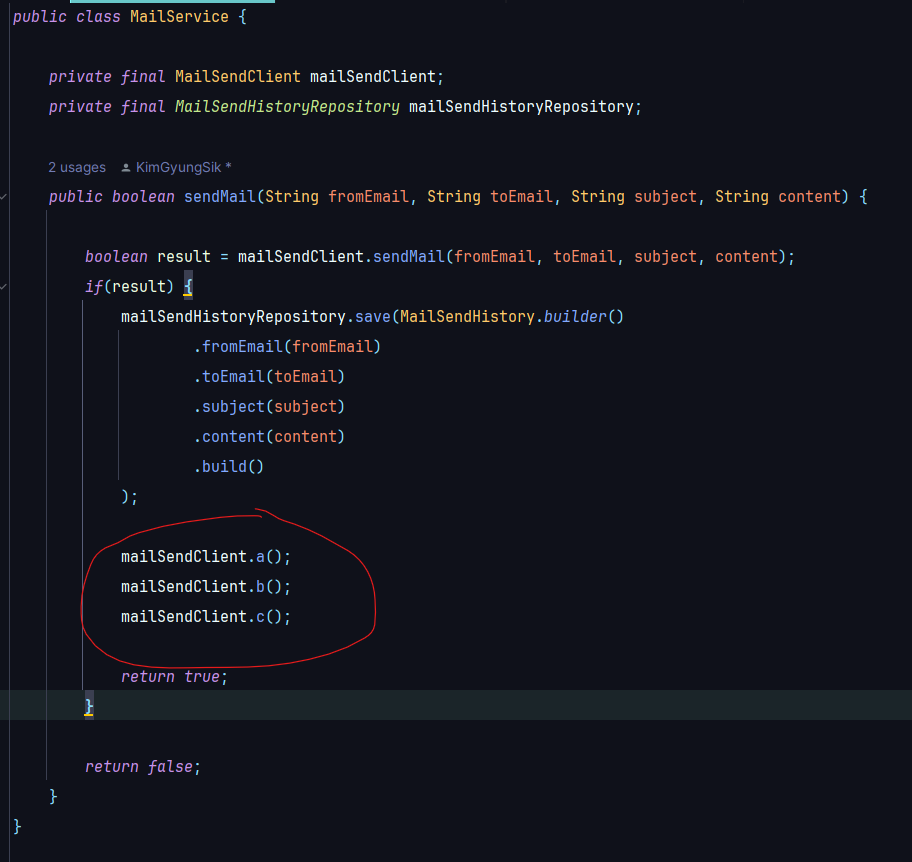 public class MailService {
private final MailSendClient mailSendClient;
private final MailSendHistoryRepository mailSendHistoryRepository;
2 usages KimGyungSik *
public boolean sendMail(String fromEmail, String toEmail, String subject, String content) {
boolean result = mailSendClient.sendMail(fromEmail, toEmail, subject, content);
if(result) {
mailSendHistoryRepository.save(MailSendHistory.builder()
.fromEmail(fromEmail)
.toEmail(toEmail)
.subject(subject)
.content(content)
.build()
);
mailSendClient.a();
mailSendClient.b();
mailSendClient.c();
return true;
}
return false;
}
}